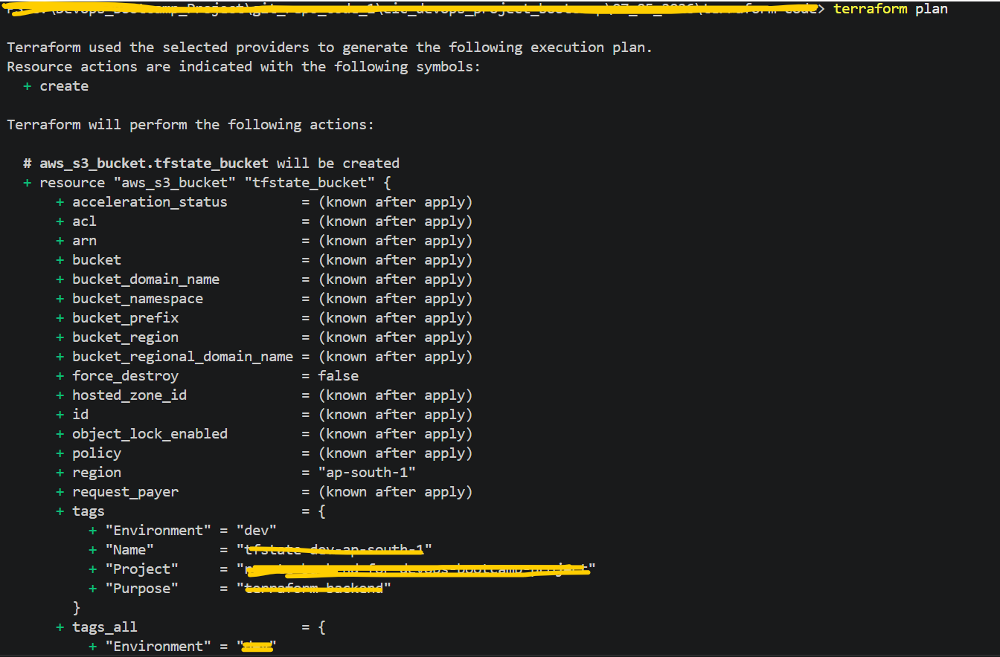 terraform plan
Terraform used the selected providers to generate the following execution plan.
Resource actions are indicated with the following symbols:
+ create
Terraform will perform the following actions:
# aws_s3_bucket.tfstate_bucket will be created
+ resource "aws_s3_bucket" "tfstate_bucket" {
+ acceleration_status = (known after apply)
+ acl = (known after apply)
+ arn = (known after apply)
+ bucket = (known after apply)
+ bucket_domain_name = (known after apply)
+ bucket_namespace = (known after apply)
+ bucket_prefix = (known after apply)
+ bucket_region = (known after apply)
+ bucket_regional_domain_name = (known after apply)
+ force_destroy = false
+ hosted_zone_id = (known after apply)
+ id = (known after apply)
+ object_lock_enabled = (known after apply)
+ policy = (known after apply)
+ region = "ap-south-1"
+ request_payer = (known after apply)
+ tags = {
+ "Environment" = "dev"
+ "Name" = "
+ "Project" = "
+ "Purpose" = "
}
+ tags_all = {
+ "Environment" = "